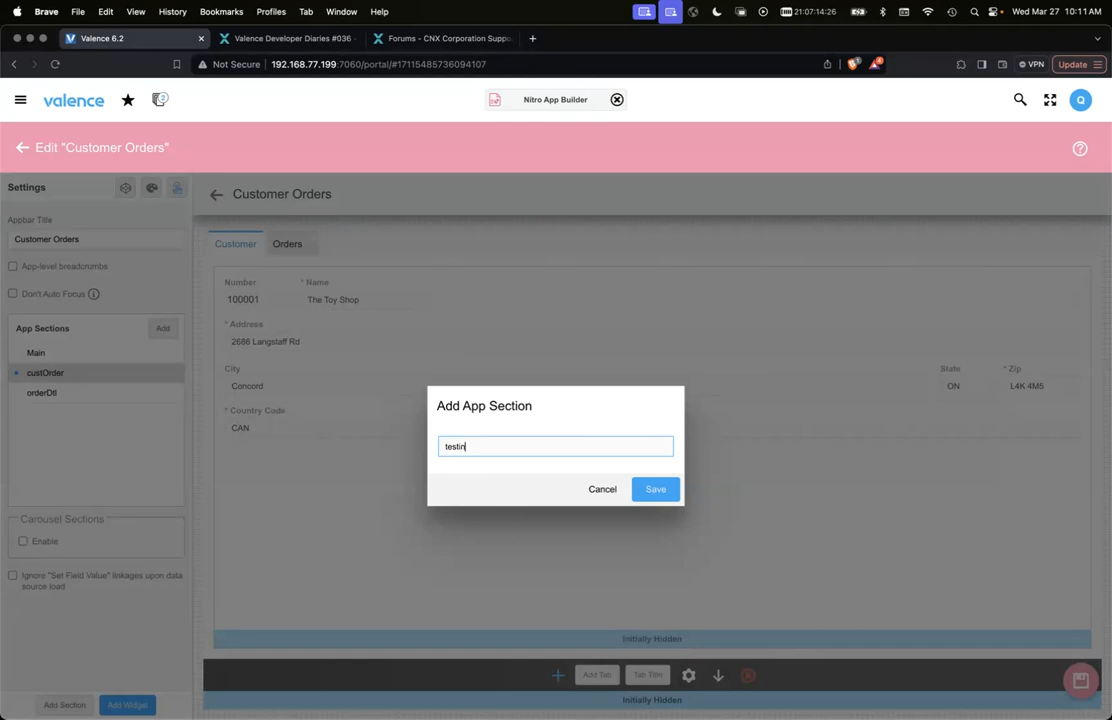 Brave File Edit View History Bookmarks Profiles Tab Window Help 21:07:14:26 Wed Mar 27 10:11 AM
Valence 6.2 Valence Developer Diaries #036 - Forums - CNX Corporation Suppo
Not Secure 192.168.77.199:7060/portal/#17115485736094107 VPN Update
valence Nitro App Builder Q
Edit "Customer Orders"
Settings Customer Orders
Appbar Title
Customer Orders
Customer Orders
App-level breadcrumbs
Don't Auto Focus
Number * Name
100001 The Toy Shop
App Sections Add
* Address
2686 Langstaff Rd
Main
custOrder
orderDtl
City State * Zip
Concord ON L4K 4M5
* Country Code
CAN
Add App Section
testin
Cancel Save
Carousel Sections
Enable
Ignore "Set Field Value" linkages upon data
source load
Initially Hidden
Add Tab Tab Title
Initially Hidden
Add Section Add Widget